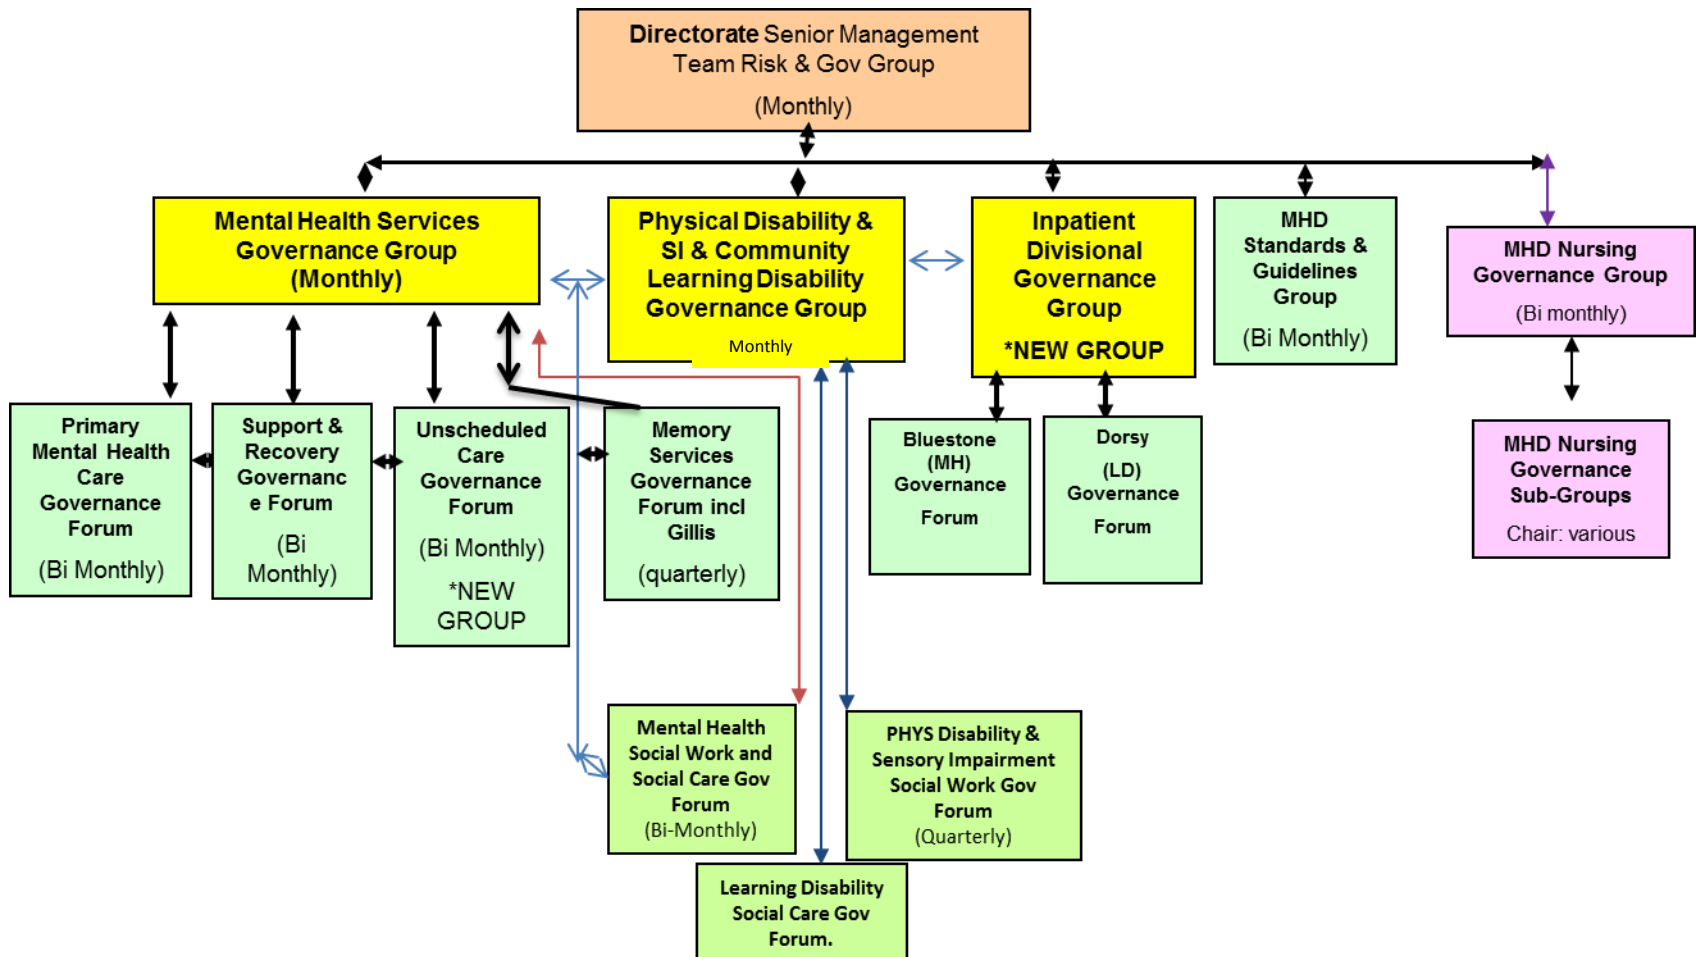 Directorate Senior Management
Team Risk & Gov Group
(Monthly)
Mental Health Services
Governance Group
(Monthly)
Physical Disability &
SI & Community
Learning Disability
Governance Group
Monthly
Inpatient
Divisional
Governance
Group
*NEW GROUP
MHD
Standards &
Guidelines
Group
(Bi Monthly)
MHD Nursing
Governance Group
(Bi monthly)
Primary
Mental Health
Care
Governance
Forum
(Bi Monthly)
Support &
Recovery
Governanc
e Forum
(Bi
Monthly)
Unscheduled
Care
Governance
Forum
(Bi Monthly)
*NEW
GROUP
Memory
Services
Governance
Forum incl
Gillis
(quarterly)
Bluestone
(MH)
Governance
Forum
Dorsy
(LD)
Governance
Forum
MHD Nursing
Governance
Sub-Groups
Chair: various
Mental Health
Social Work and
Social Care Gov
Forum
(Bi-Monthly)
PHYS Disability &
Sensory Impairment
Social Work Gov
Forum
(Quarterly)
Learning Disability
Social Care Gov
Forum.